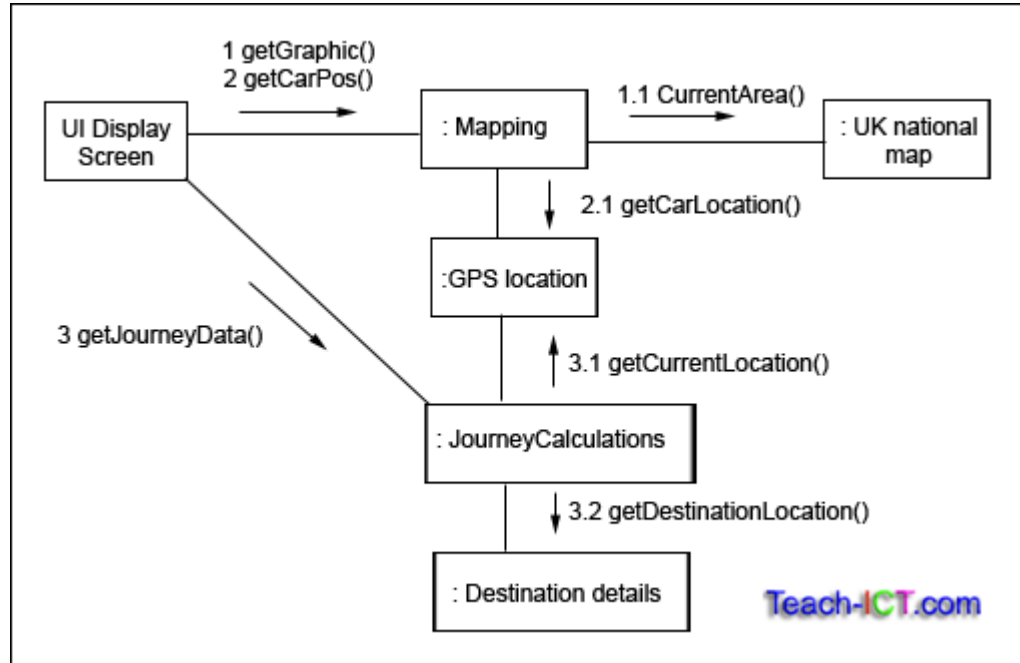 1 getGraphic()
2 getCarPos()
1.1 CurrentArea()
UI Display
Screen
: Mapping
: UK national
map
2.1 getCarLocation()
:GPS location
3 getJourneyData()
3.1 getCurrentLocation()
: JourneyCalculations
3.2 getDestinationLocation()
: Destination details
Teach-ICT.com